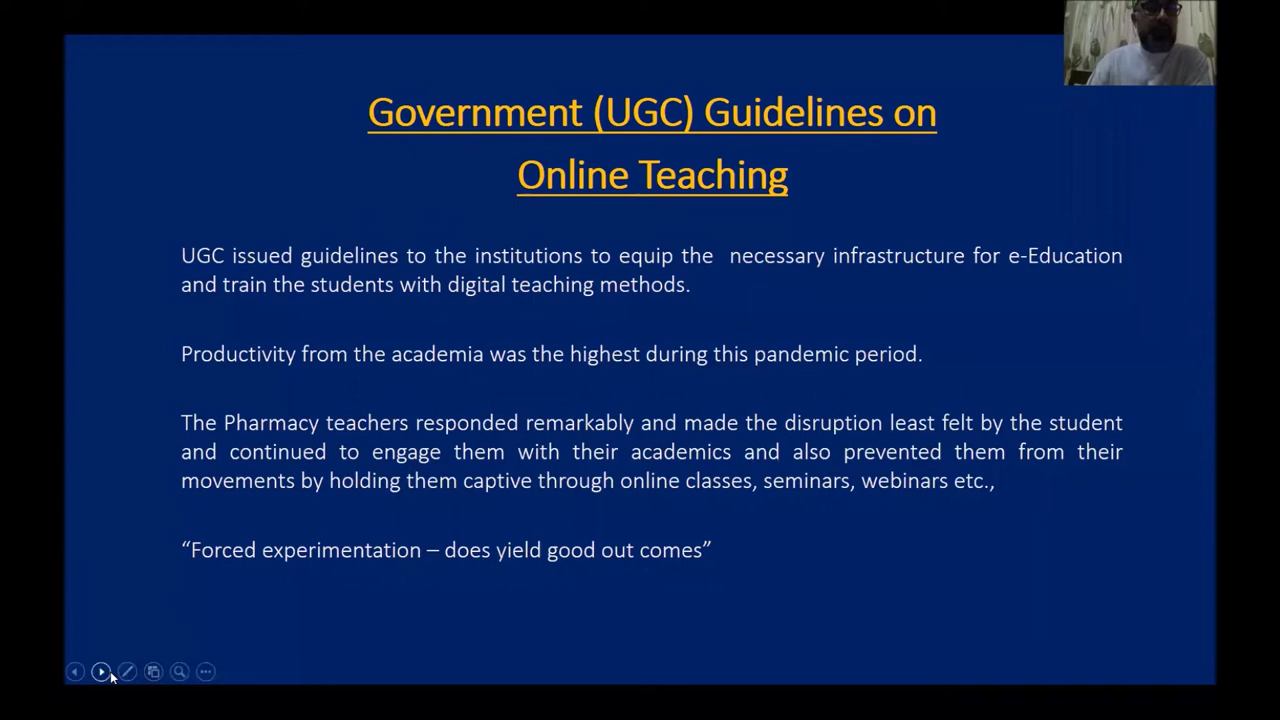 Government (UGC) Guidelines on
Online Teaching
UGC issued guidelines to the institutions to equip the necessary infrastructure for e-Education
and train the students with digital teaching methods.
Productivity from the academia was the highest during this pandemic period.
The Pharmacy teachers responded remarkably and made the disruption least felt by the student
and continued to engage them with their academics and also prevented them from their
movements by holding them captive through online classes, seminars, webinars etc.,
“Forced experimentation – does yield good out comes”